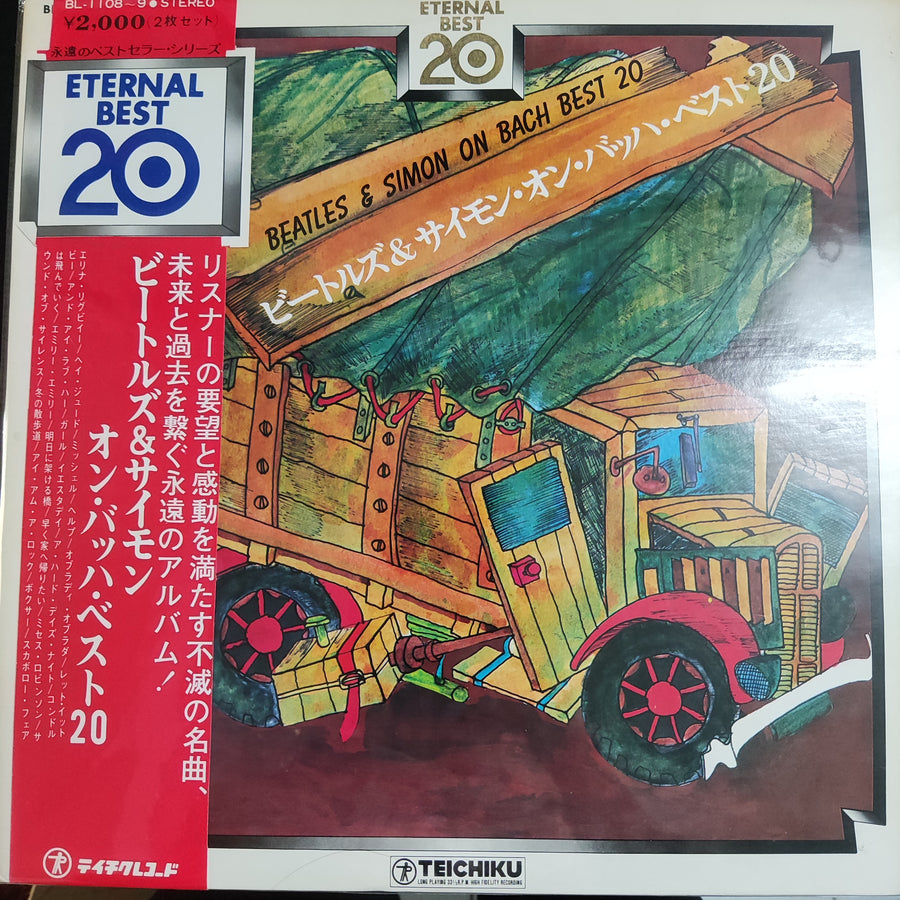 BL-1108~9●STEREO
¥2,000(2枚セット)
永遠のベストセラー・シリーズ
ETERNAL
BEST
20
リスナーの要望と感動を満たす不滅の名曲、
未来と過去を繋ぐ永遠のアルバム!
ビートルズ&サイモン
オン・バッハ・ベスト20
エリナ・リグビィー/ヘイ・ジュード/ミッシェル/ヘルプ/オブラディ・オブラダ/レットイット
ビー/アンド・アイ・ラブ・ハー/ガール/イエスタデイ/ア・ハード・デイズ・ナイト/コンドル
は飛んでいく/エミリー・エミリー/明日に架ける橋/早く家へ帰りたい/ミセス・ロビンソン/サ
ウンド・オブ・サイレンス/冬の散歩道/アイ・アム・ア・ロック/ボクサー/スカボロー・フェア
テイチクレコード
ETERNAL
BEST
20
BEATLES & SIMON ON BACH BEST 20
ビートルズ&サイモン・オン・バッハ・ベスト20
TEICHIKU
LONG PLAYING 33⅓ R.P.M. HIGH FIDELITY RECORDING